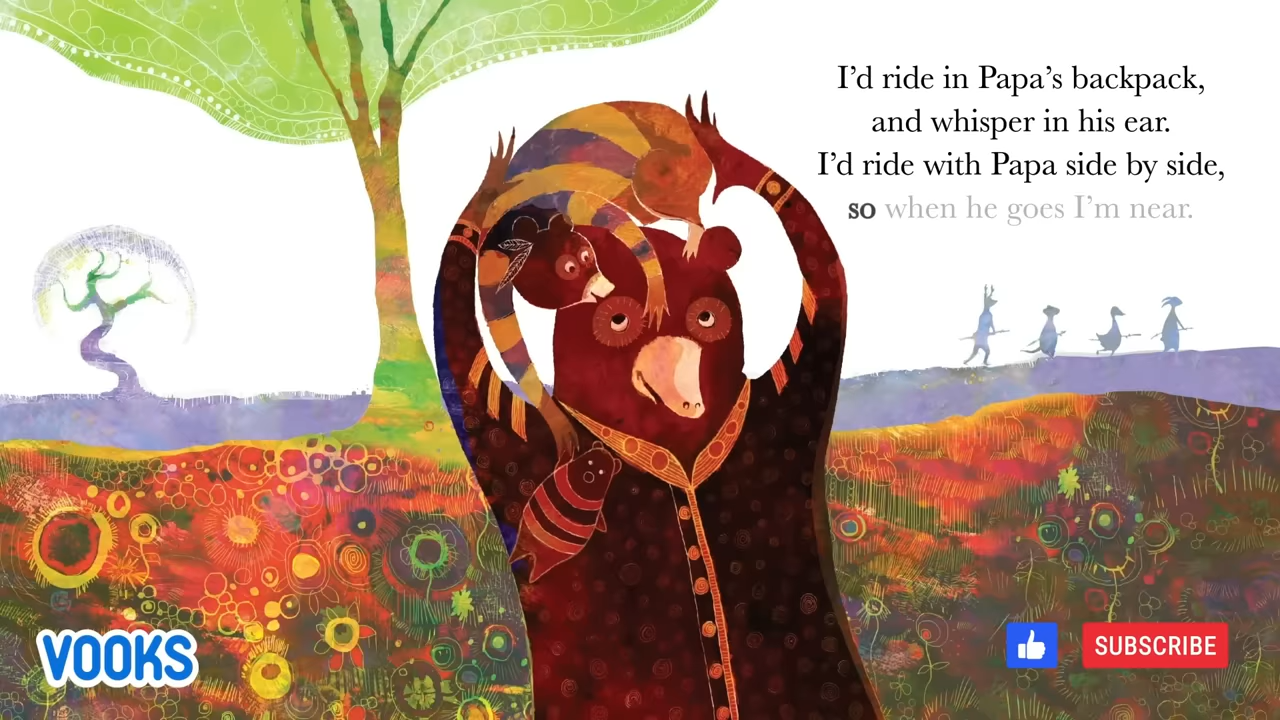 I'd ride in Papa's backpack,
and whisper in his ear.
I'd ride with Papa side by side,
so when he goes I'm near.
VOOKS
SUBSCRIBE